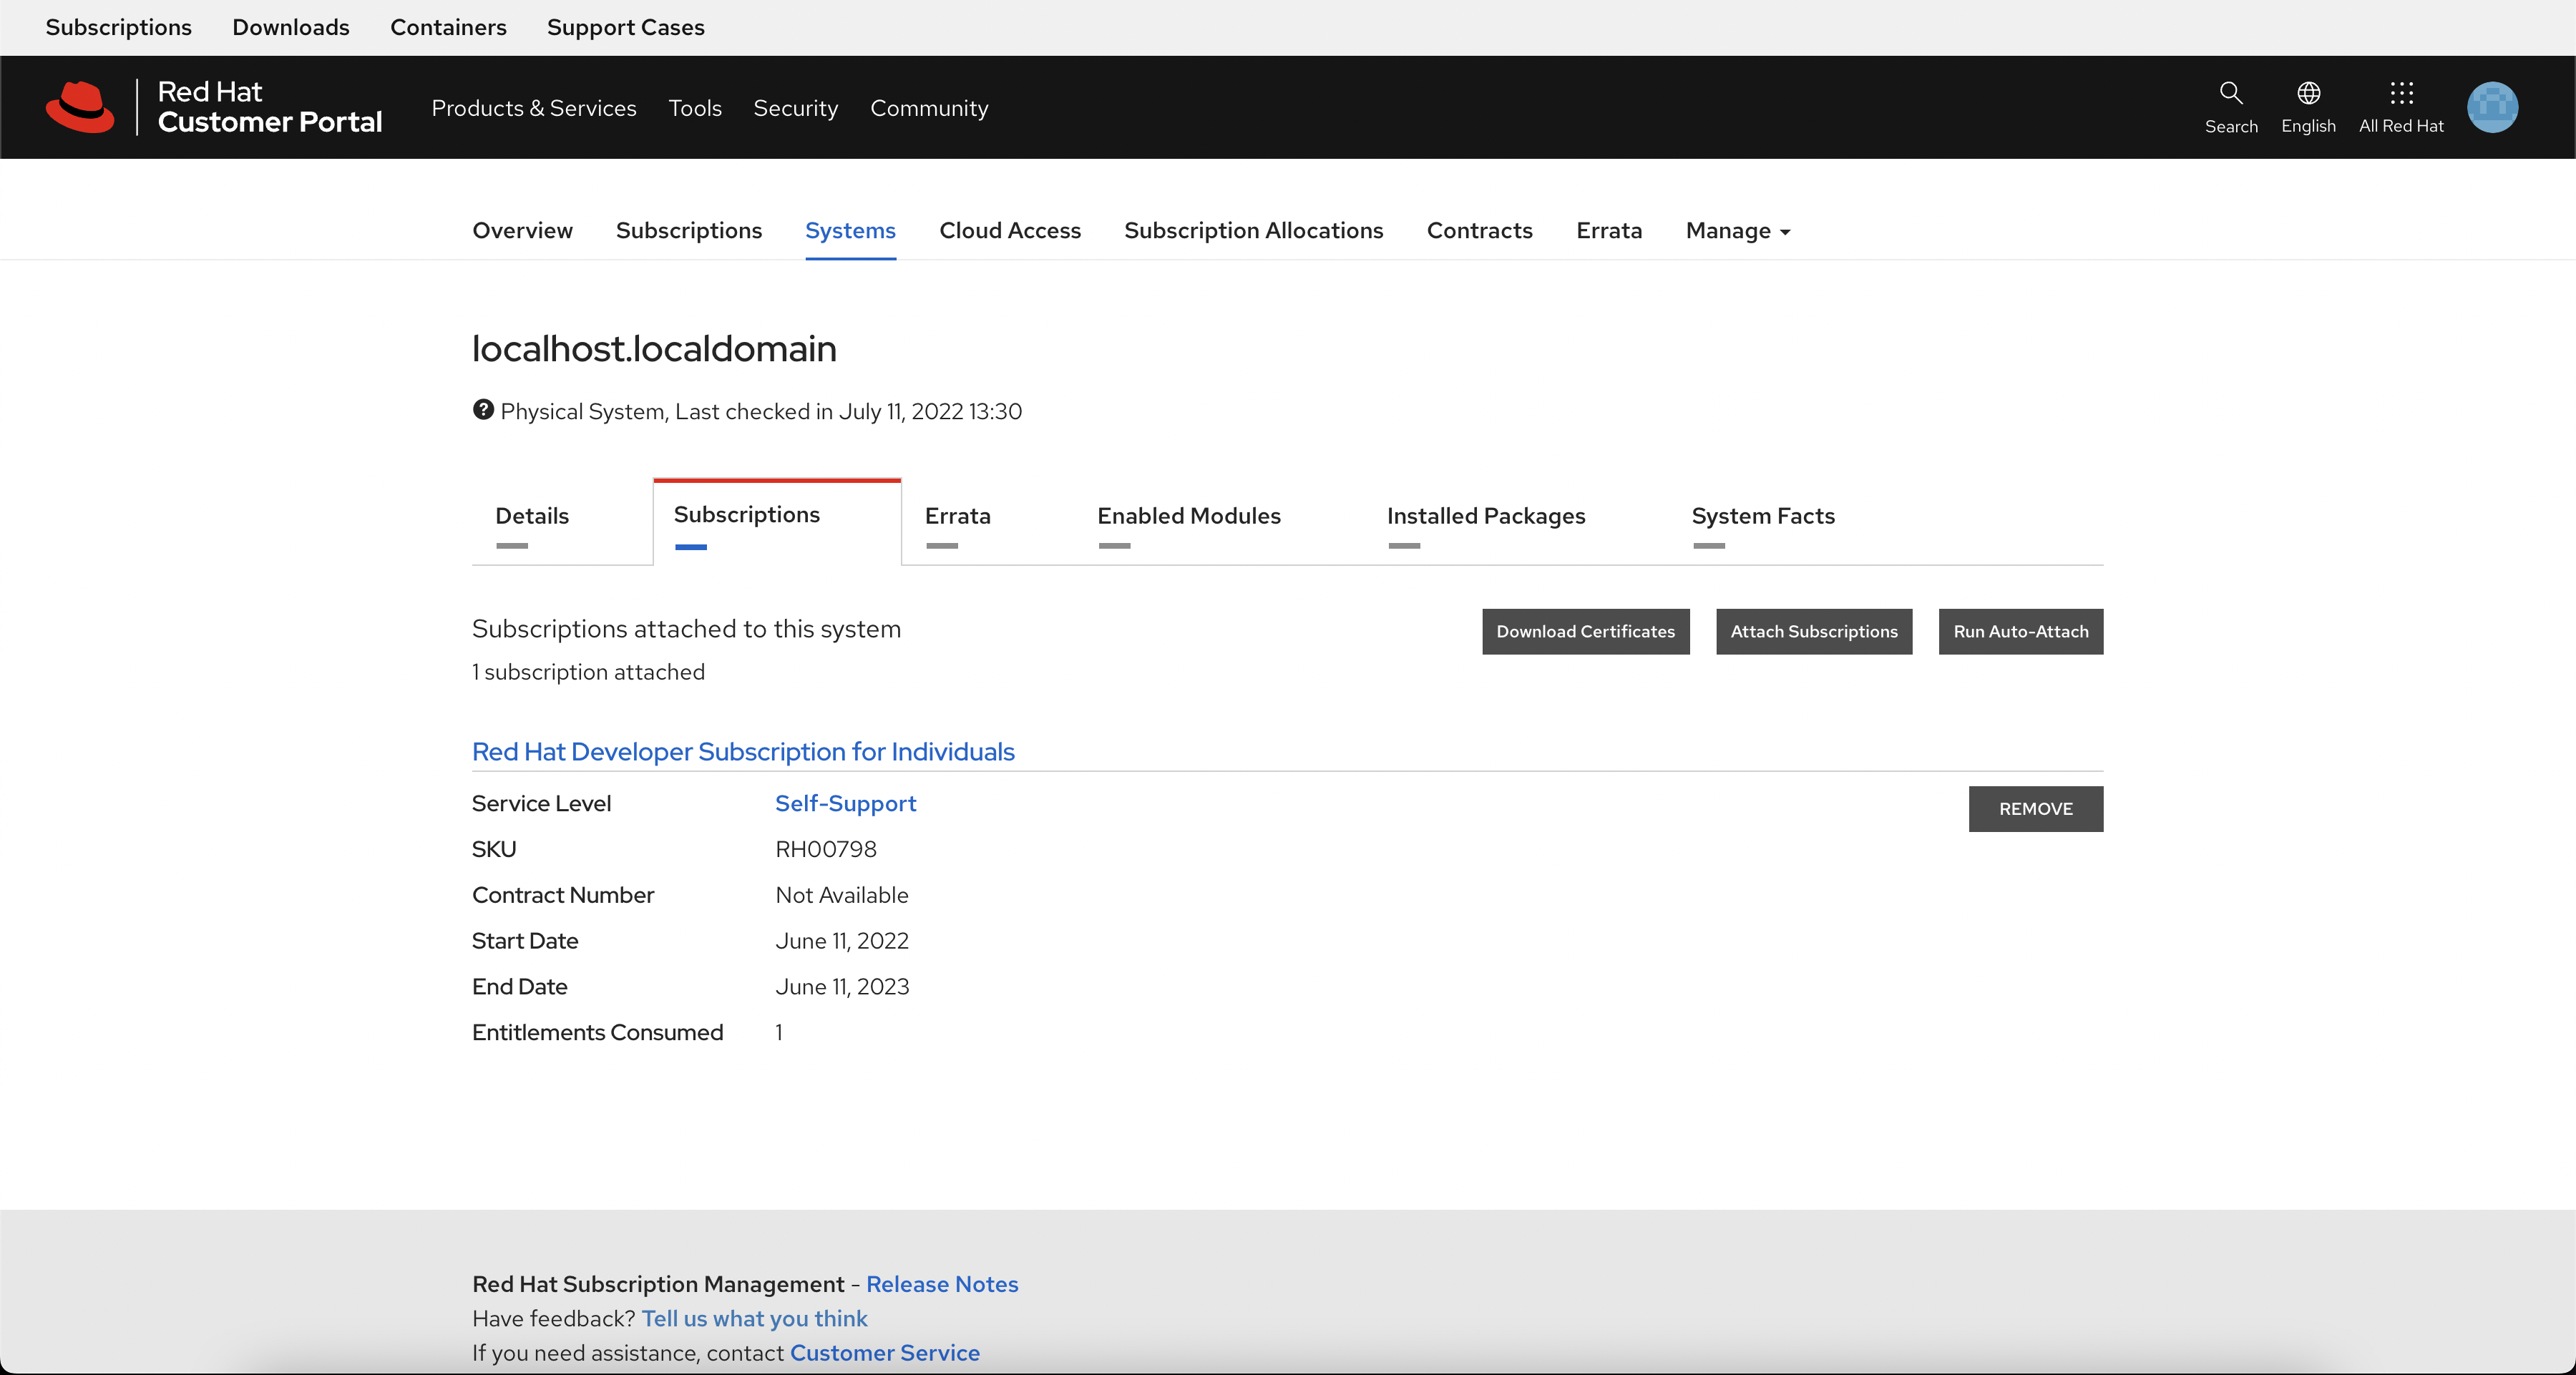 Subscriptions Downloads Containers Support Cases
Red Hat
Customer Portal
Products & Services Tools Security Community
Search English All Red Hat
Overview Subscriptions Systems Cloud Access Subscription Allocations Contracts Errata Manage
localhost.localdomain
? Physical System, Last checked in July 11, 2022 13:30
Details Subscriptions Errata Enabled Modules Installed Packages System Facts
Subscriptions attached to this system
Download Certificates Attach Subscriptions Run Auto-Attach
1 subscription attached
Red Hat Developer Subscription for Individuals
Service Level Self-Support
REMOVE
SKU RH00798
Contract Number Not Available
Start Date June 11, 2022
End Date June 11, 2023
Entitlements Consumed 1
Red Hat Subscription Management - Release Notes
Have feedback? Tell us what you think
If you need assistance, contact Customer Service